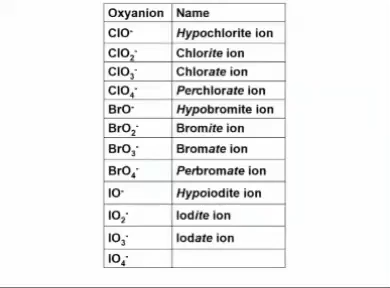 Oxyanion Name
ClO⁻ Hypochlorite ion
ClO₂⁻ Chlorite ion
ClO₃⁻ Chlorate ion
ClO₄⁻ Perchlorate ion
BrO⁻ Hypobromite ion
BrO₂⁻ Bromite ion
BrO₃⁻ Bromate ion
BrO₄⁻ Perbromate ion
IO⁻ Hypoiodite ion
IO₂⁻ Iodite ion
IO₃⁻ Iodate ion
IO₄⁻